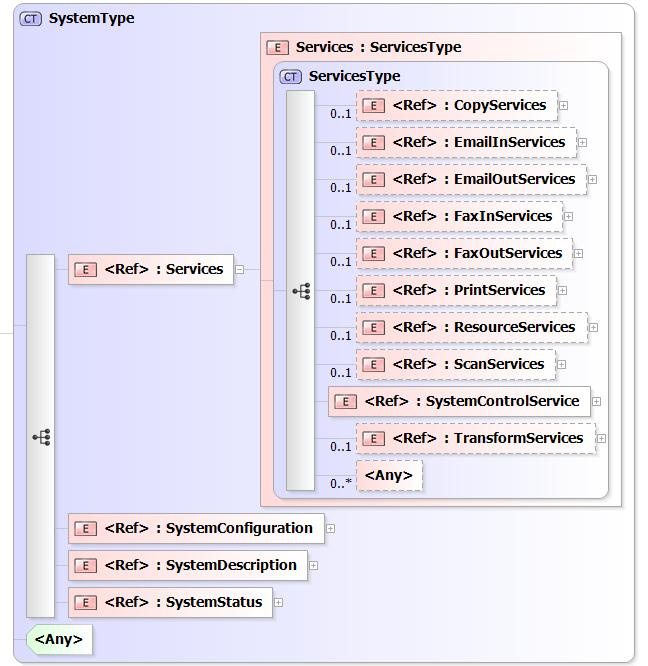 CT SystemType
E Services : ServicesType
CT ServicesType
E <Ref> : CopyServices
0..1
E <Ref> : EmailInServices
0..1
E <Ref> : EmailOutServices
0..1
E <Ref> : FaxInServices
0..1
E <Ref> : FaxOutServices
0..1
E <Ref> : PrintServices
0..1
E <Ref> : ResourceServices
0..1
E <Ref> : ScanServices
0..1
E <Ref> : SystemControlService
E <Ref> : TransformServices
0..1
<Any>
0..*
E <Ref> : Services
E <Ref> : SystemConfiguration
E <Ref> : SystemDescription
E <Ref> : SystemStatus
<Any>